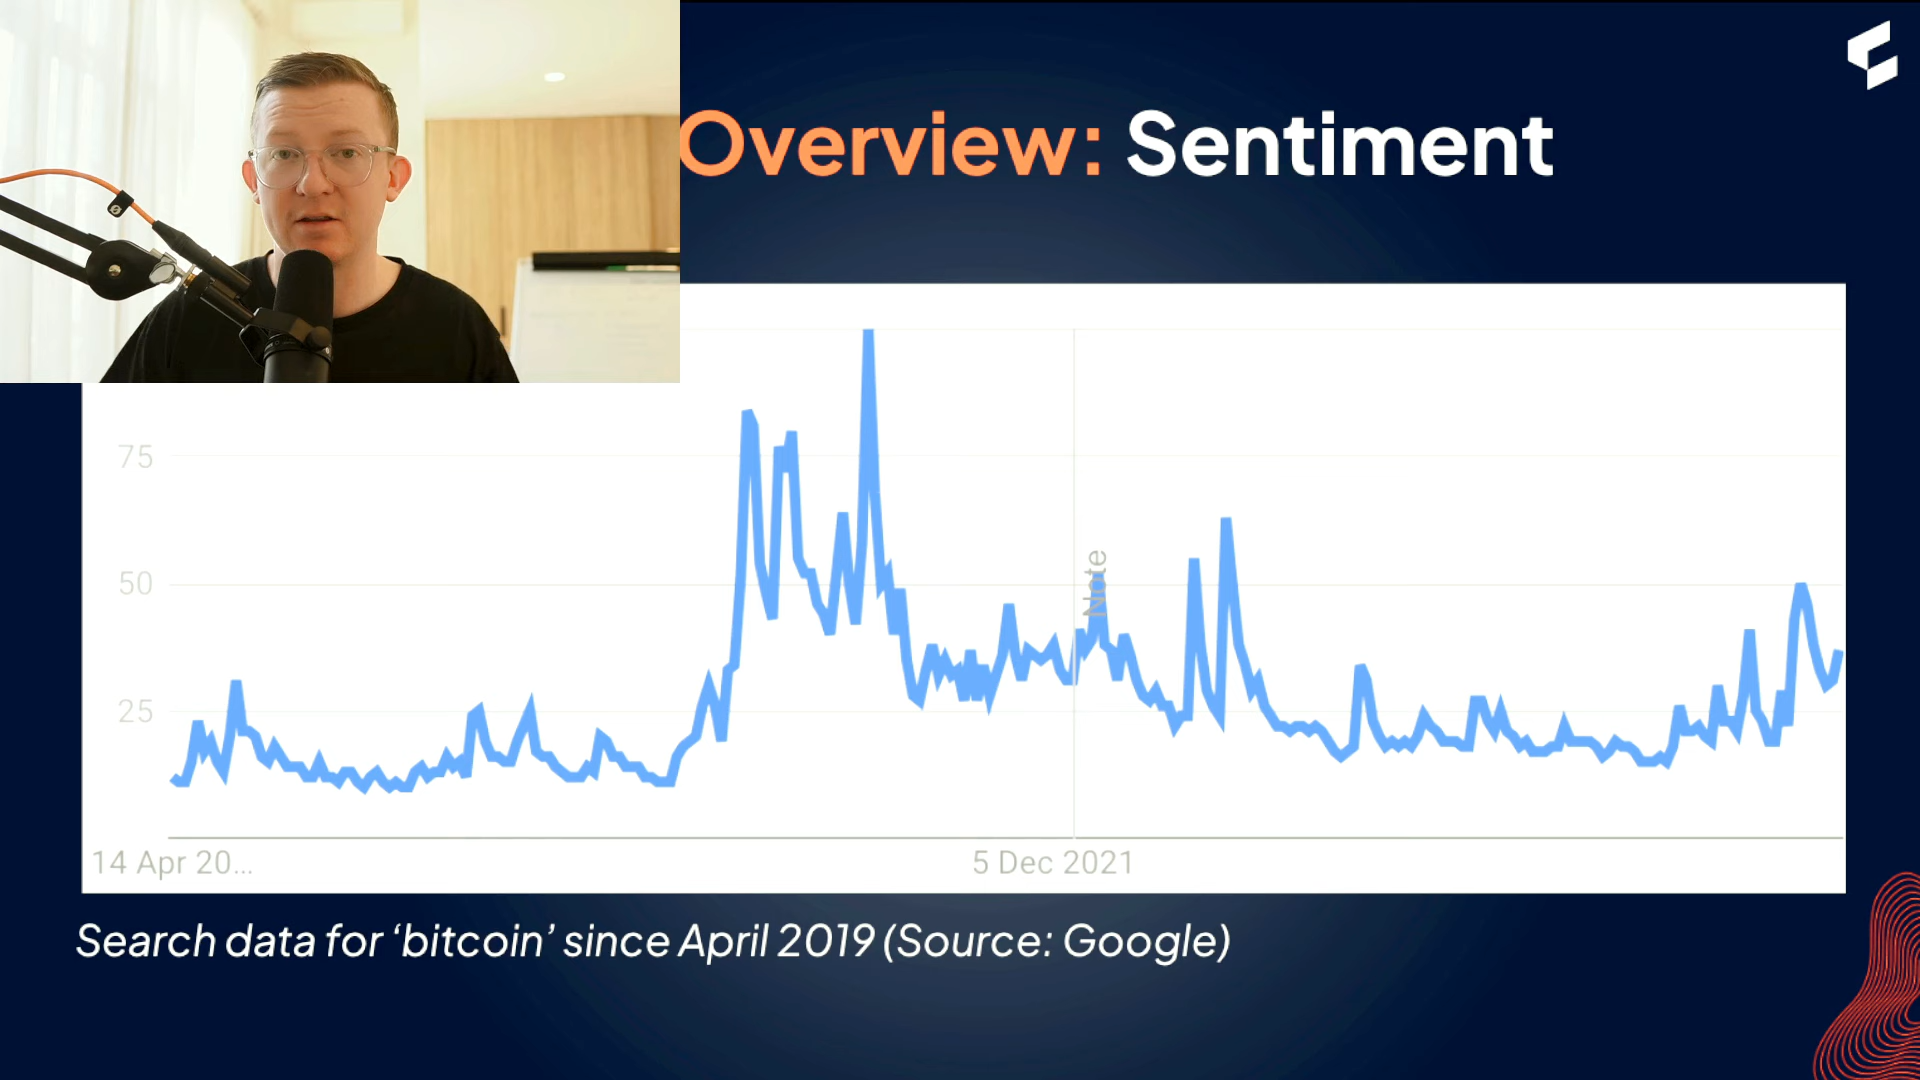 Overview: Sentiment
75
50
25
Note
14 Apr 20...
5 Dec 2021
Search data for ‘bitcoin’ since April 2019 (Source: Google)